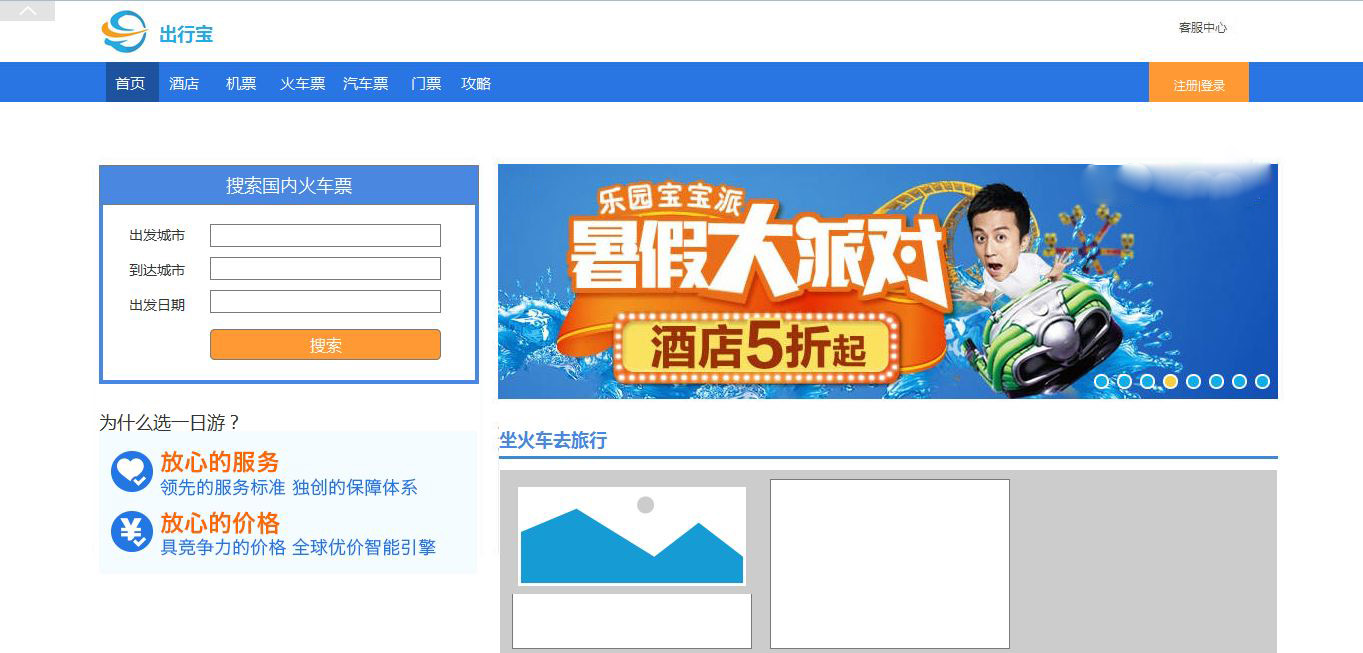 出行宝
客服中心
首页 酒店 机票 火车票 汽车票 门票 攻略
注册|登录
搜索国内火车票
出发城市
到达城市
出发日期
搜索
乐园宝宝派
暑假大派对
酒店5折起
为什么选一日游？
放心的服务
领先的服务标准 独创的保障体系
放心的价格
具竞争力的价格 全球优价智能引擎
坐火车去旅行